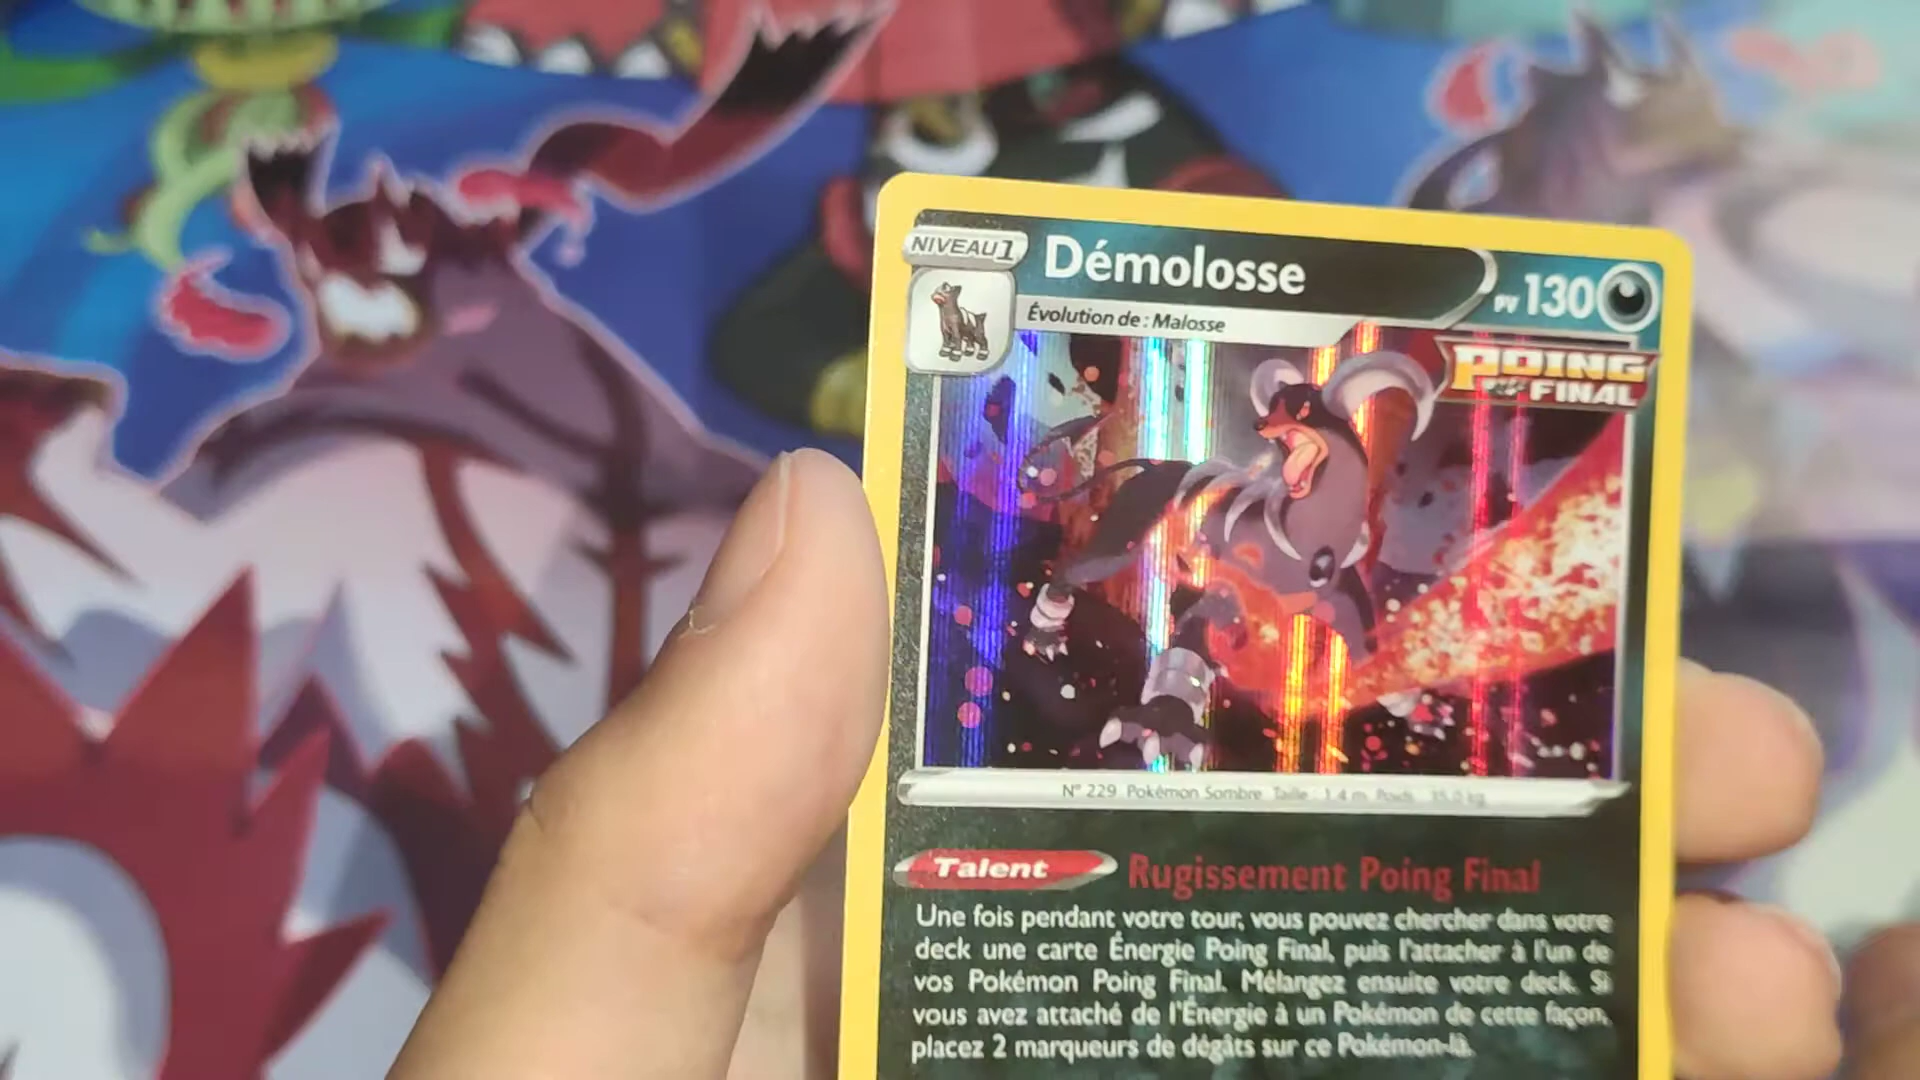 NIVEAU 1
Démolosse
PV 130
Évolution de : Malosse
POING
FINAL
N° 229 Pokémon Sombre Taille : 1,4 m Poids : 35,0 kg
Talent Rugissement Poing Final
Une fois pendant votre tour, vous pouvez chercher dans votre
deck une carte Énergie Poing Final, puis l'attacher à l'un de
vos Pokémon Poing Final. Mélangez ensuite votre deck. Si
vous avez attaché de l'Énergie à un Pokémon de cette façon,
placez 2 marqueurs de dégâts sur ce Pokémon-là.